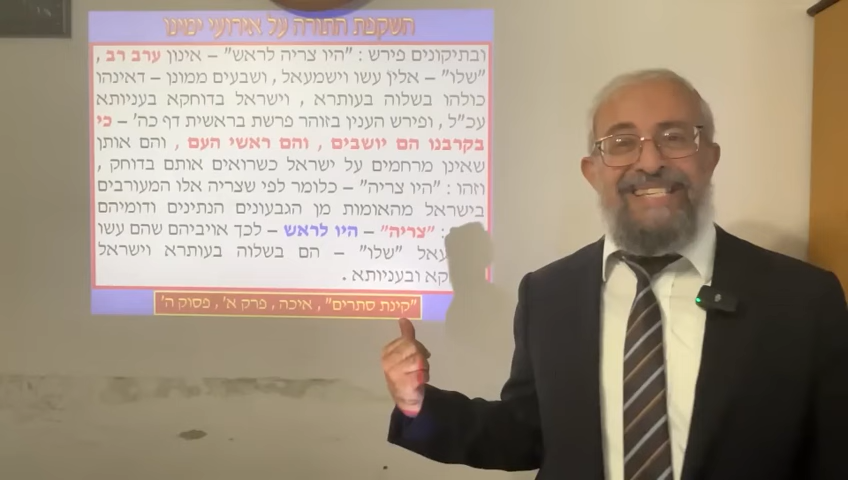 השקפת התורה על אירועי ימינו
ובתיקונים פירש : "היו צריה לראש" – אינון ערב רב ,
"שלו" – אלין עשו וישמעאל , ושבעים ממונן – דאינהו
כולהו בשלוה בעותרא , וישראל בדוחקא בעניותא
עכ"ל , ופירש הענין בזוהר פרשת בראשית דף כה' – כי
בקרבנו הם יושבים , והם ראשי העם , והם אותן
שאינן מרחמים על ישראל כשרואים אותם בדוחק ,
וזהו : "היו צריה" – כלומר לפי שצריה אלו המעורבים
בישראל מהאומות מן הגבעונים הנתינים ודומיהם
: "צריה" – היו לראש – לכך אויביהם שהם עשו
"שלו" – הם בשלוה בעותרא וישראל
ובעניותא .
"קינת סתרים" , איכה , פרק א' , פסוק ה'